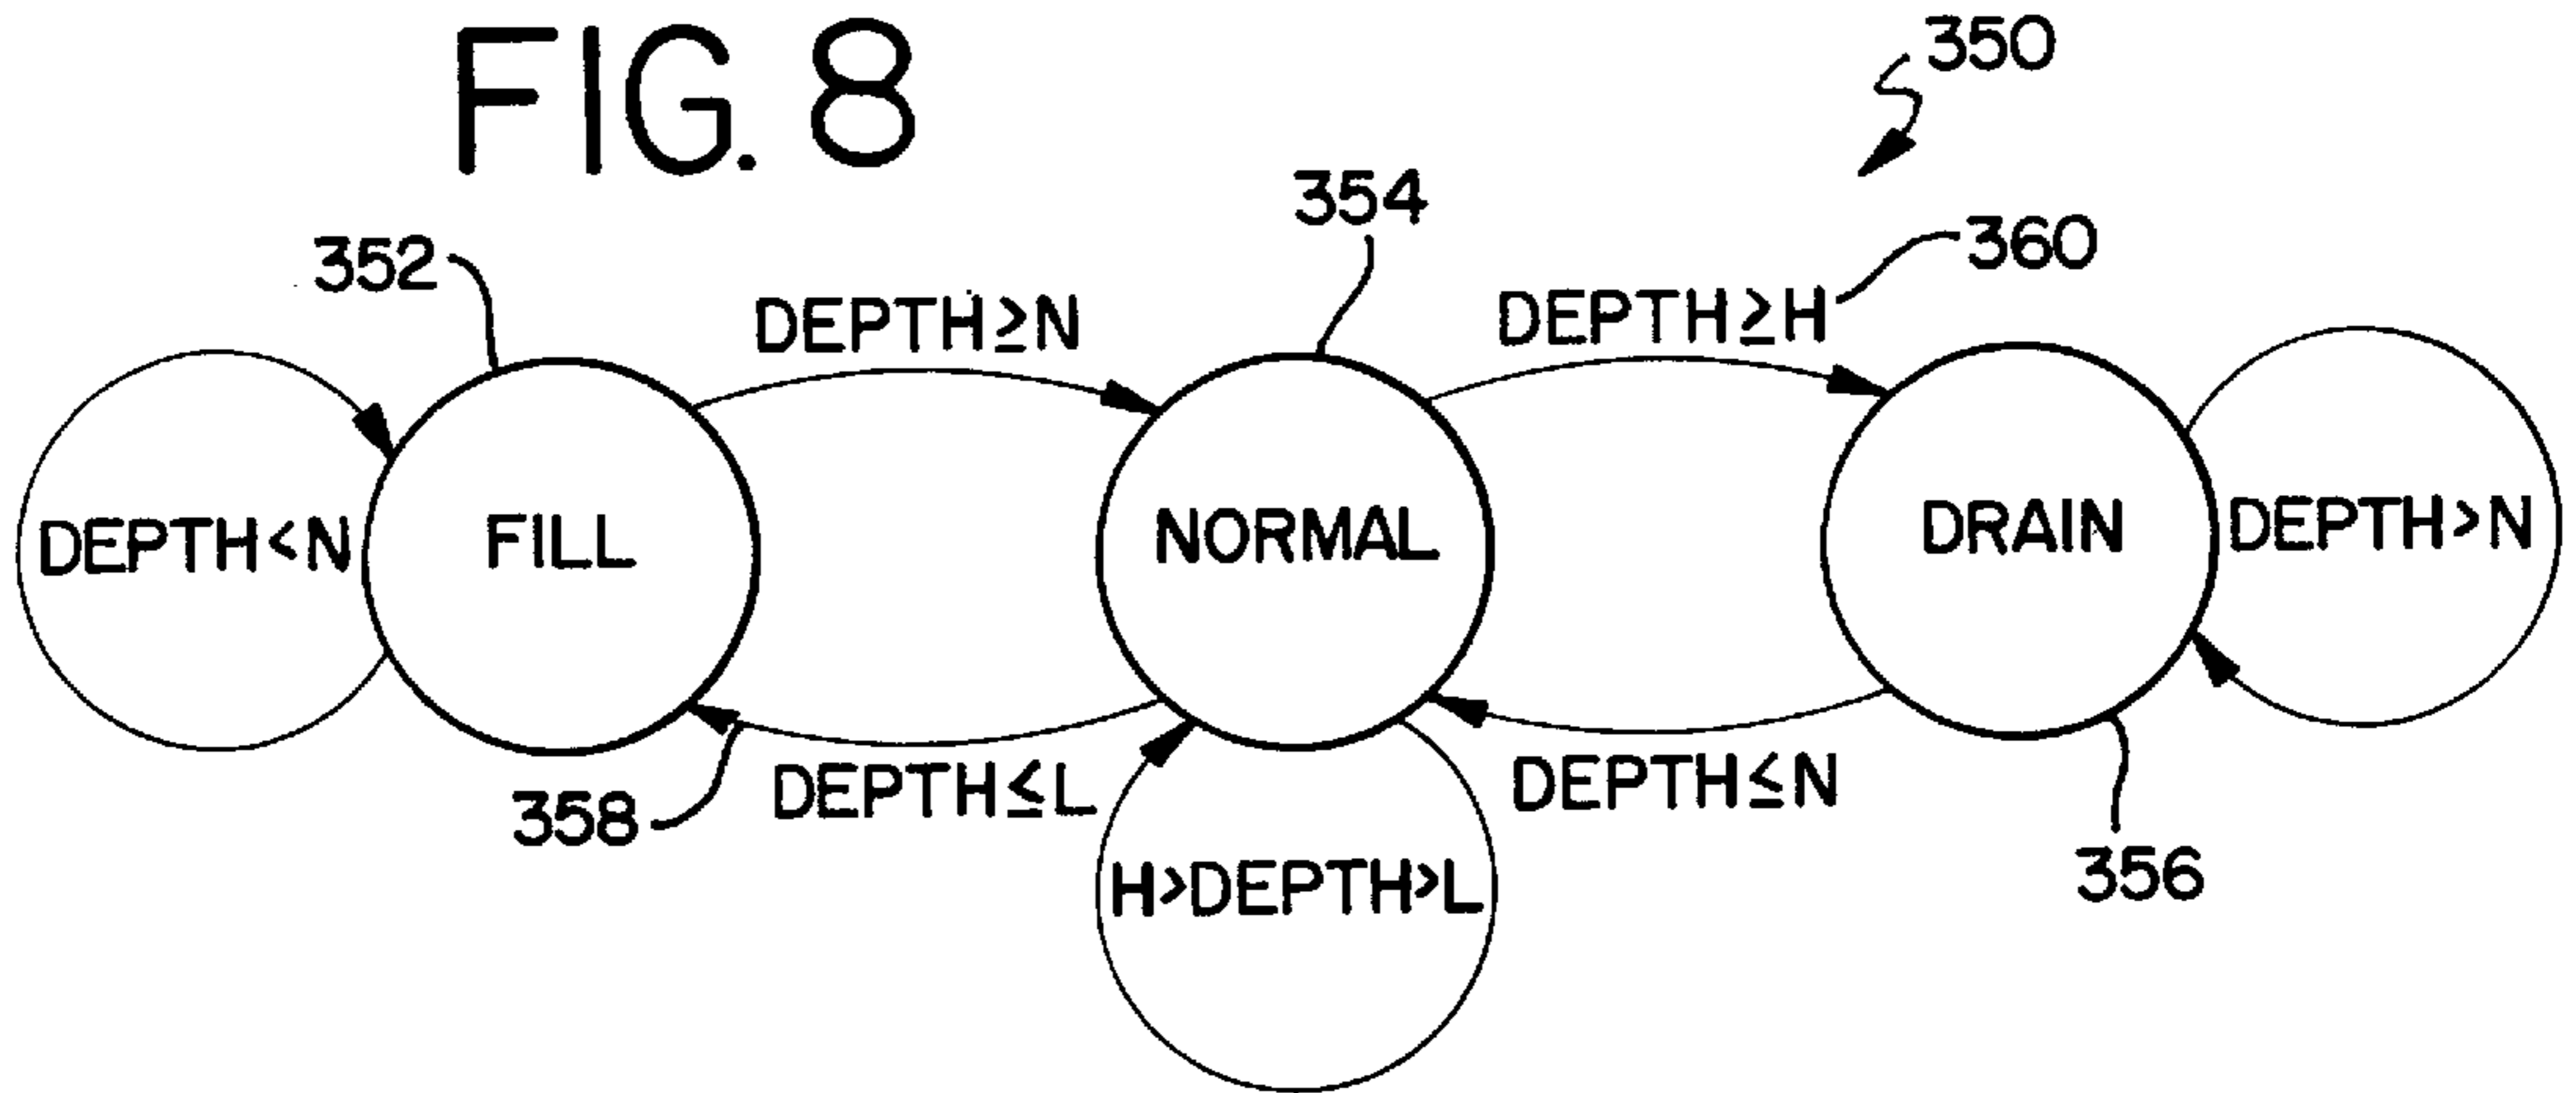 FIG. 8
350
354
360
352
DEPTH≥N
DEPTH≥H
DEPTH<N
FILL
NORMAL
DRAIN
DEPTH>N
358
DEPTH≤L
DEPTH≤N
H>DEPTH>L
356